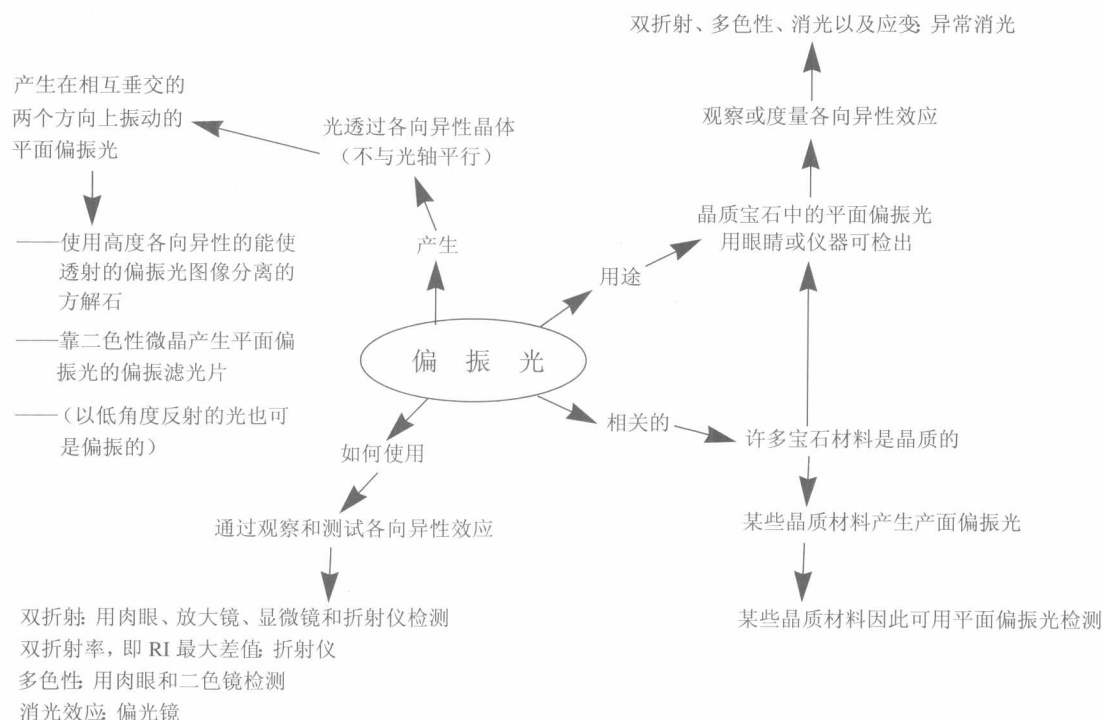 双折射、多色性、消光以及应变: 异常消光
产生在相互垂交的
两个方向上振动的
平面偏振光
光透过各向异性晶体
（不与光轴平行）
观察或度量各向异性效应
晶质宝石中的平面偏振光
用眼睛或仪器可检出
产生
用途
——使用高度各向异性的能使
透射的偏振光图像分离的
方解石
——靠二色性微晶产生平面偏
振光的偏振滤光片
——（以低角度反射的光也可
是偏振的）
偏 振 光
相关的
许多宝石材料是晶质的
如何使用
通过观察和测试各向异性效应
某些晶质材料产生产面偏振光
某些晶质材料因此可用平面偏振光检测
双折射: 用肉眼、放大镜、显微镜和折射仪检测
双折射率，即 RI 最大差值: 折射仪
多色性: 用肉眼和二色镜检测
消光效应: 偏光镜